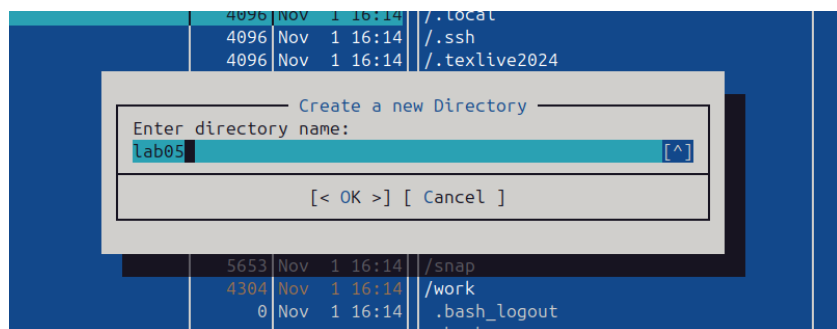 4096 Nov 1 16:14 /.local
4096 Nov 1 16:14 /.ssh
4096 Nov 1 16:14 /.texlive2024
Create a new Directory
Enter directory name:
lab05 [^]
[< OK >] [ Cancel ]
5653 Nov 1 16:14 /snap
4304 Nov 1 16:14 /work
0 Nov 1 16:14 .bash_logout